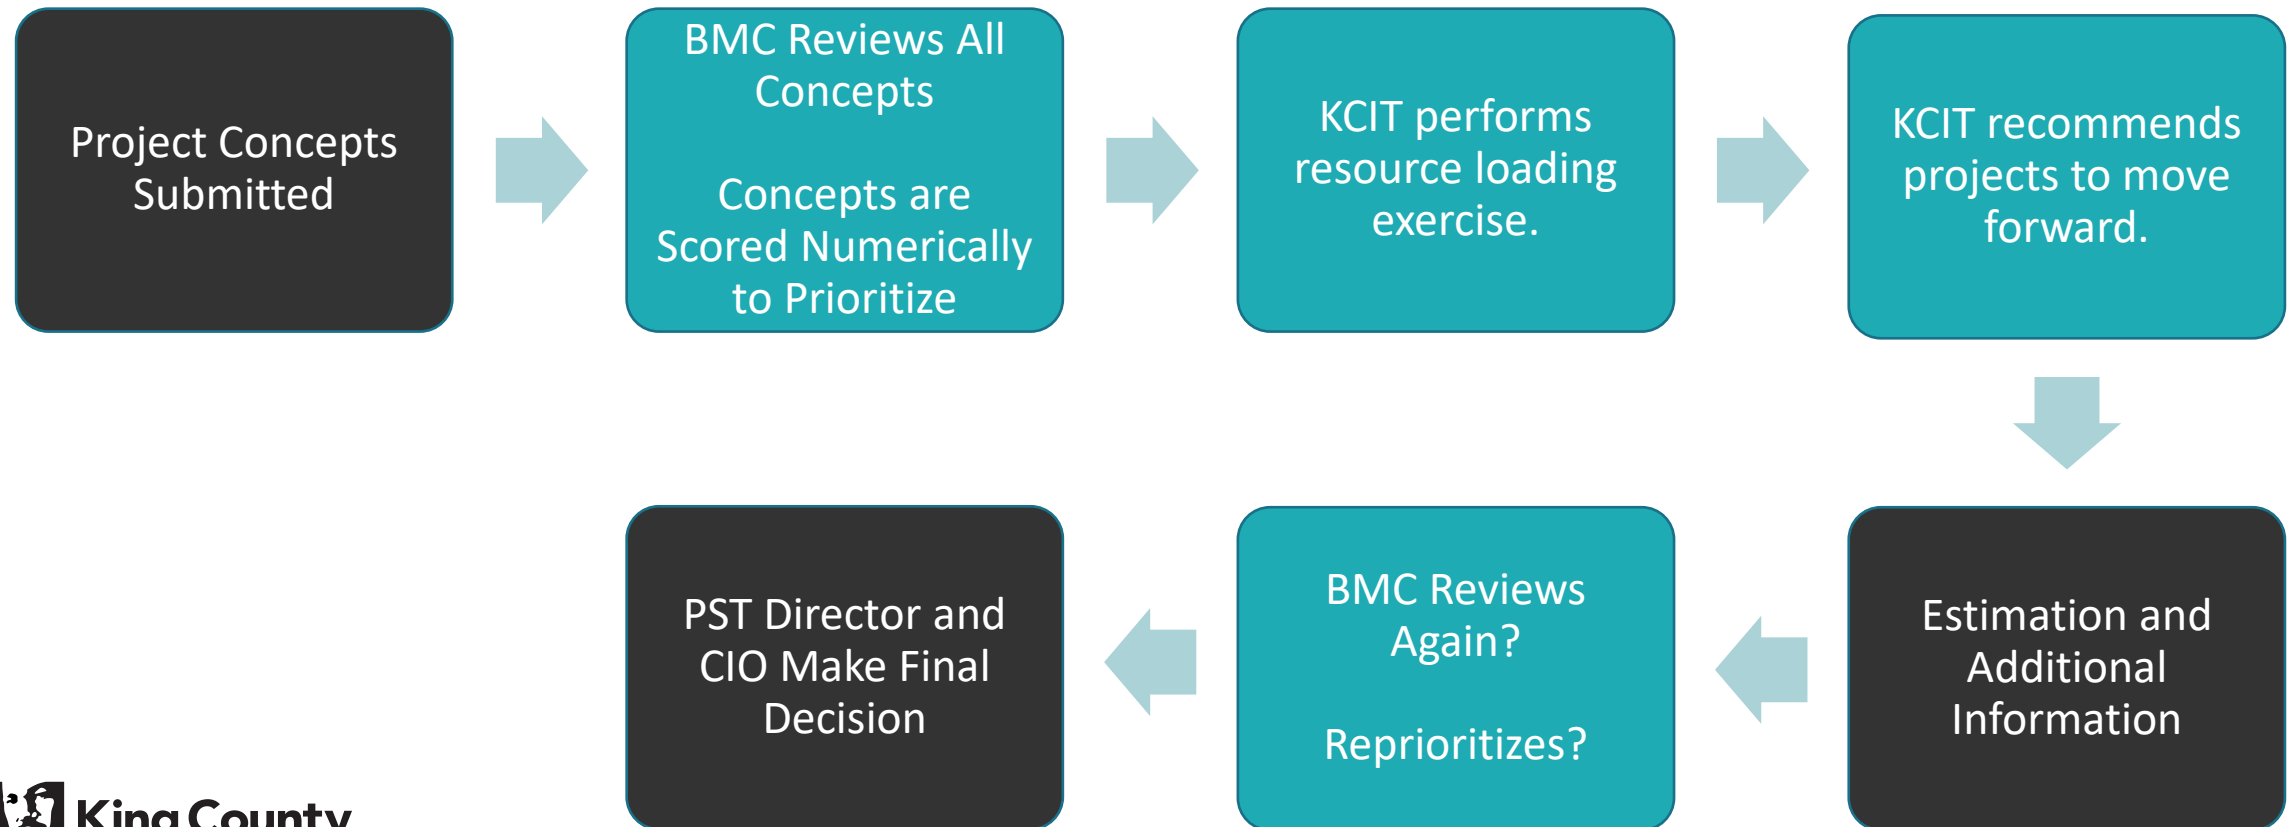 Project Concepts
Submitted
BMC Reviews All
Concepts
Concepts are
Scored Numerically
to Prioritize
KCIT performs
resource loading
exercise.
KCIT recommends
projects to move
forward.
Estimation and
Additional
Information
BMC Reviews
Again?
Reprioritizes?
PST Director and
CIO Make Final
Decision
King County